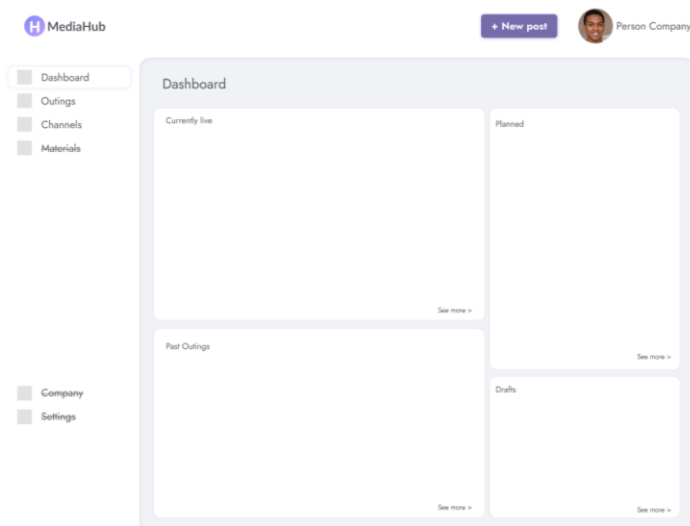 H MediaHub
+ New post
Person Company
Dashboard
Outings
Channels
Materials
Company
Settings
Dashboard
Currently live
See more >
Planned
See more >
Past Outings
See more >
Drafts
See more >